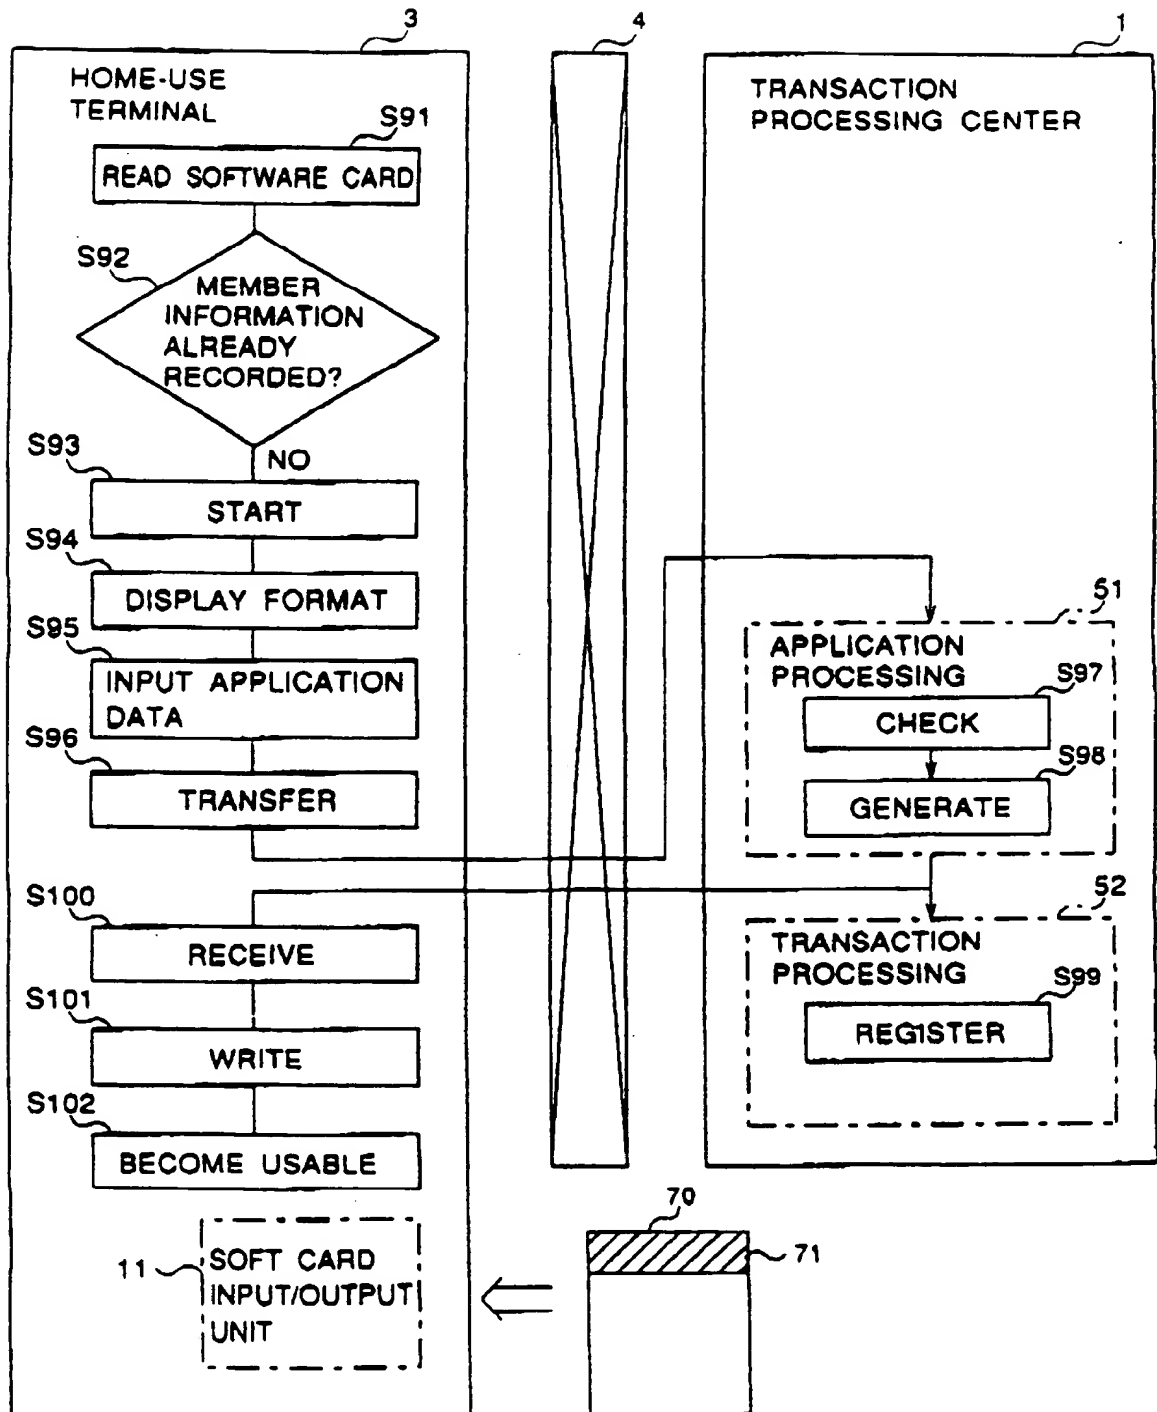 3
4
1
HOME-USE
TERMINAL
TRANSACTION
PROCESSING CENTER
S91
READ SOFTWARE CARD
S92
MEMBER
INFORMATION
ALREADY
RECORDED?
NO
S93
START
S94
DISPLAY FORMAT
S95
INPUT APPLICATION
DATA
S96
TRANSFER
51
APPLICATION
PROCESSING
S97
CHECK
S98
GENERATE
S100
RECEIVE
S101
WRITE
S102
BECOME USABLE
52
TRANSACTION
PROCESSING
S99
REGISTER
11
SOFT CARD
INPUT/OUTPUT
UNIT
70
71